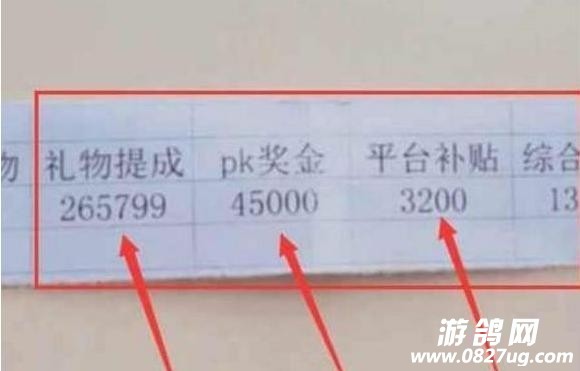 物 礼物提成 pk奖金 平台补贴 综合
265799 45000 3200 13
游鸽网
www.0827ug.com